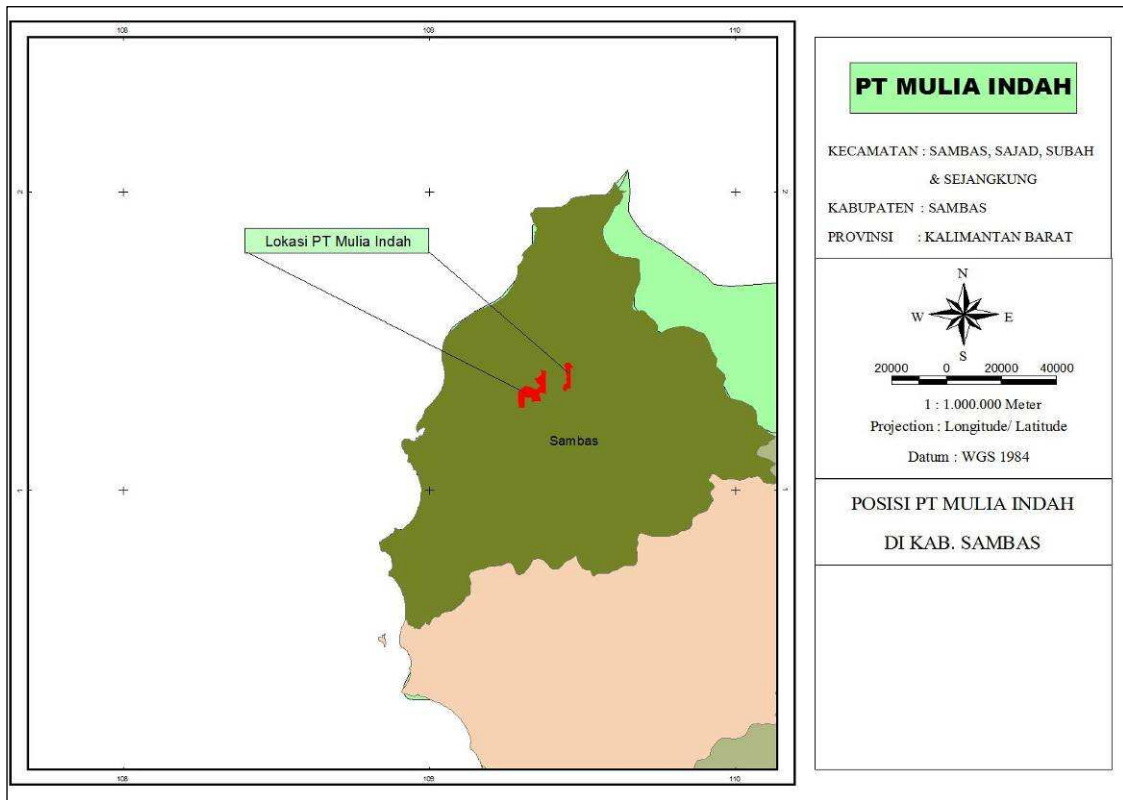 108
109
110
2
2
Lokasi PT Mulia Indah
Sambas
1
1
108
109
110
PT MULIA INDAH
KECAMATAN : SAMBAS, SAJAD, SUBAH
& SEJANGKUNG
KABUPATEN : SAMBAS
PROVINSI : KALIMANTAN BARAT
N
W E
S
20000 0 20000 40000
1 : 1.000.000 Meter
Projection : Longitude/ Latitude
Datum : WGS 1984
POSISI PT MULIA INDAH
DI KAB. SAMBAS